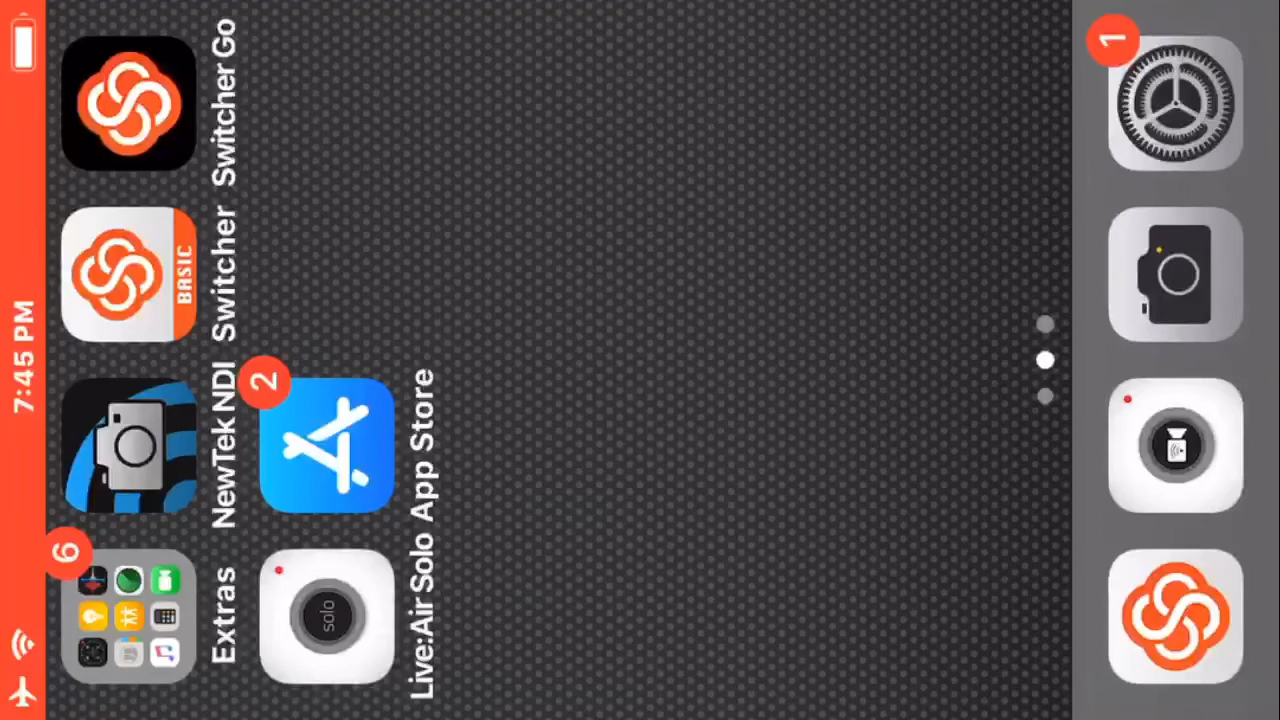 7:45 PM
6
Extras
NewTek NDI
Switcher
BASIC
Switcher Go
solo
Live:Air Solo
2
App Store
1